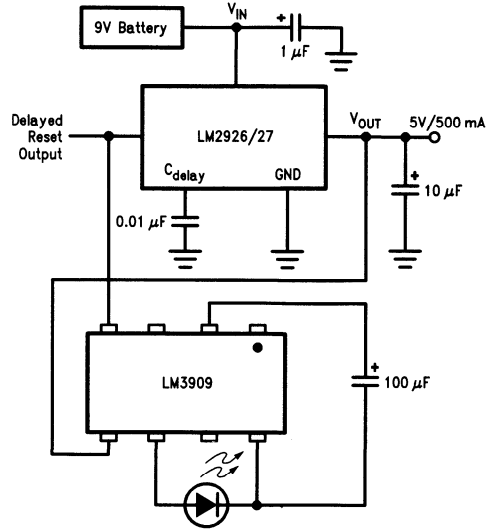 9V Battery
VIN
+
1 μF
Delayed
Reset
Output
LM2926/27
VOUT
5V/500 mA
Cdelay
GND
+
10 μF
0.01 μF
LM3909
+
100 μF